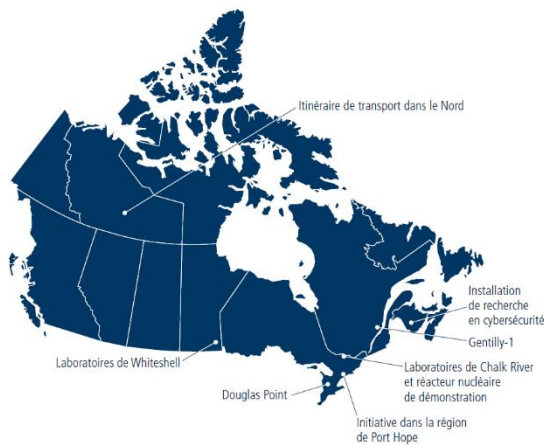 Itinéraire de transport dans le Nord
Installation
de recherche
en cybersécurité
Gentilly-1
Laboratoires de Whiteshell
Laboratoires de Chalk River
et réacteur nucléaire
de démonstration
Douglas Point
Initiative dans la région
de Port Hope